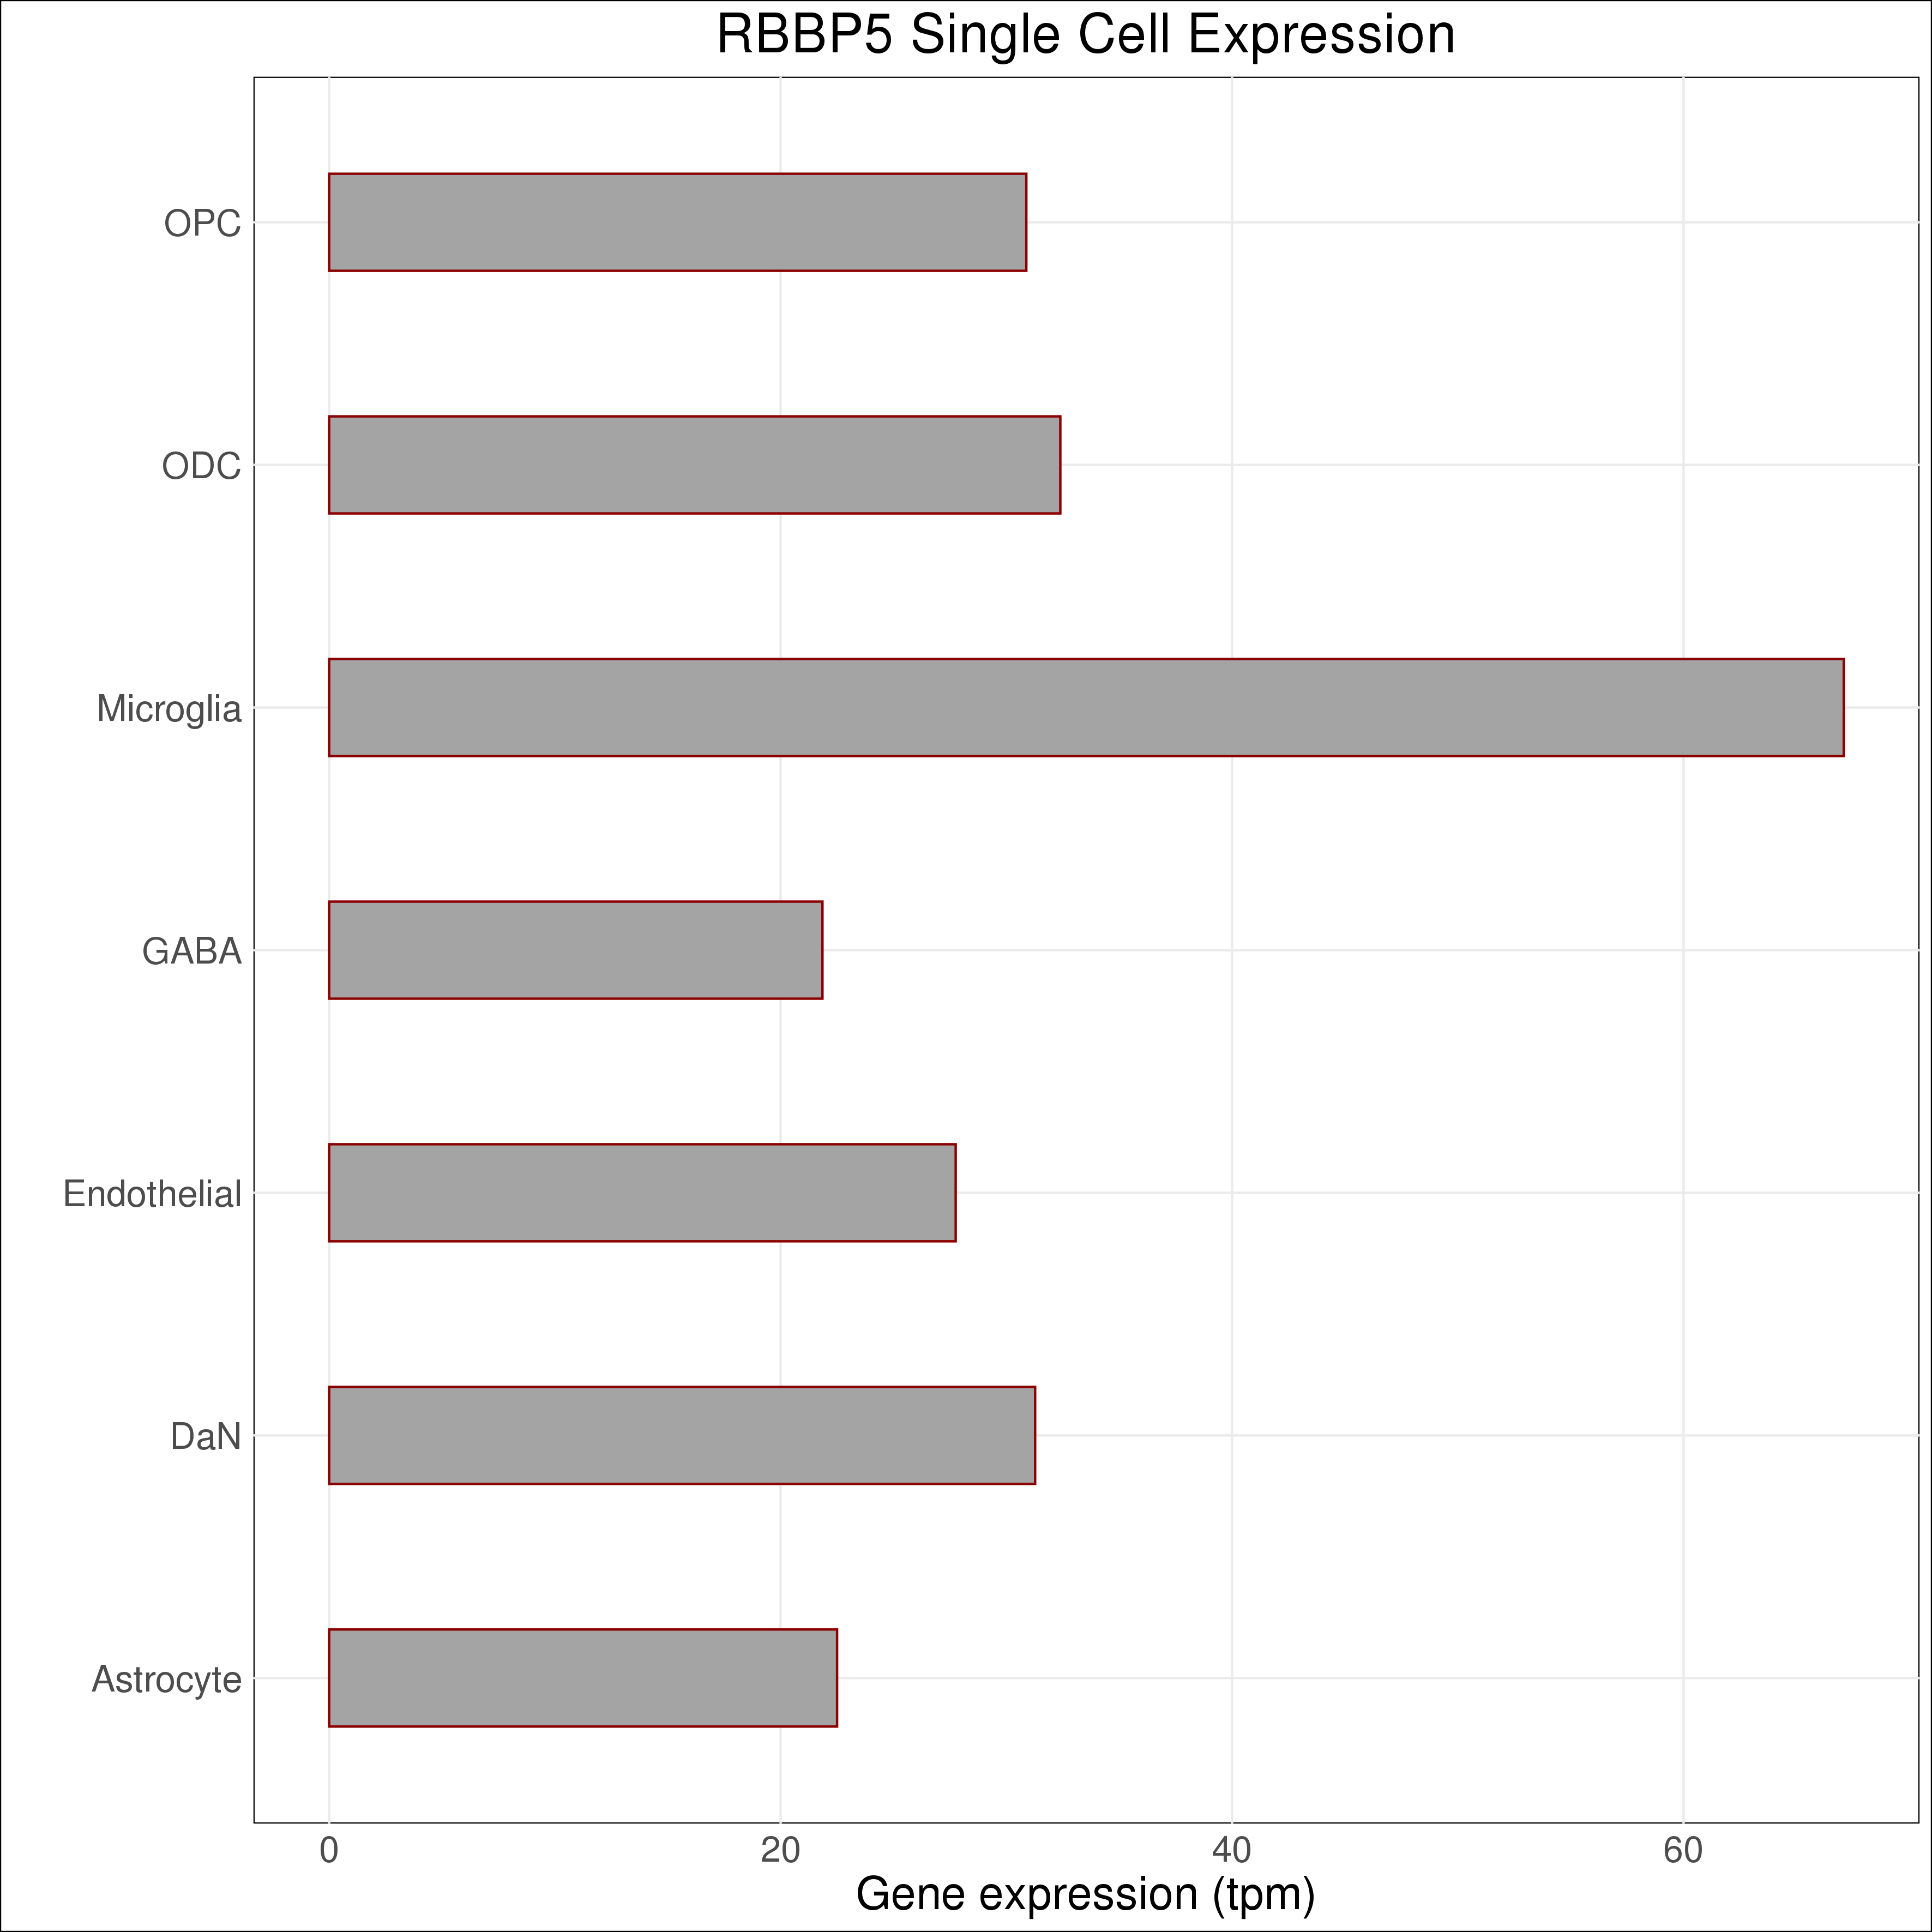 RBBP5 Single Cell Expression
OPC
ODC
Microglia
GABA
Endothelial
DaN
Astrocyte
0 20 40 60
Gene expression (tpm)